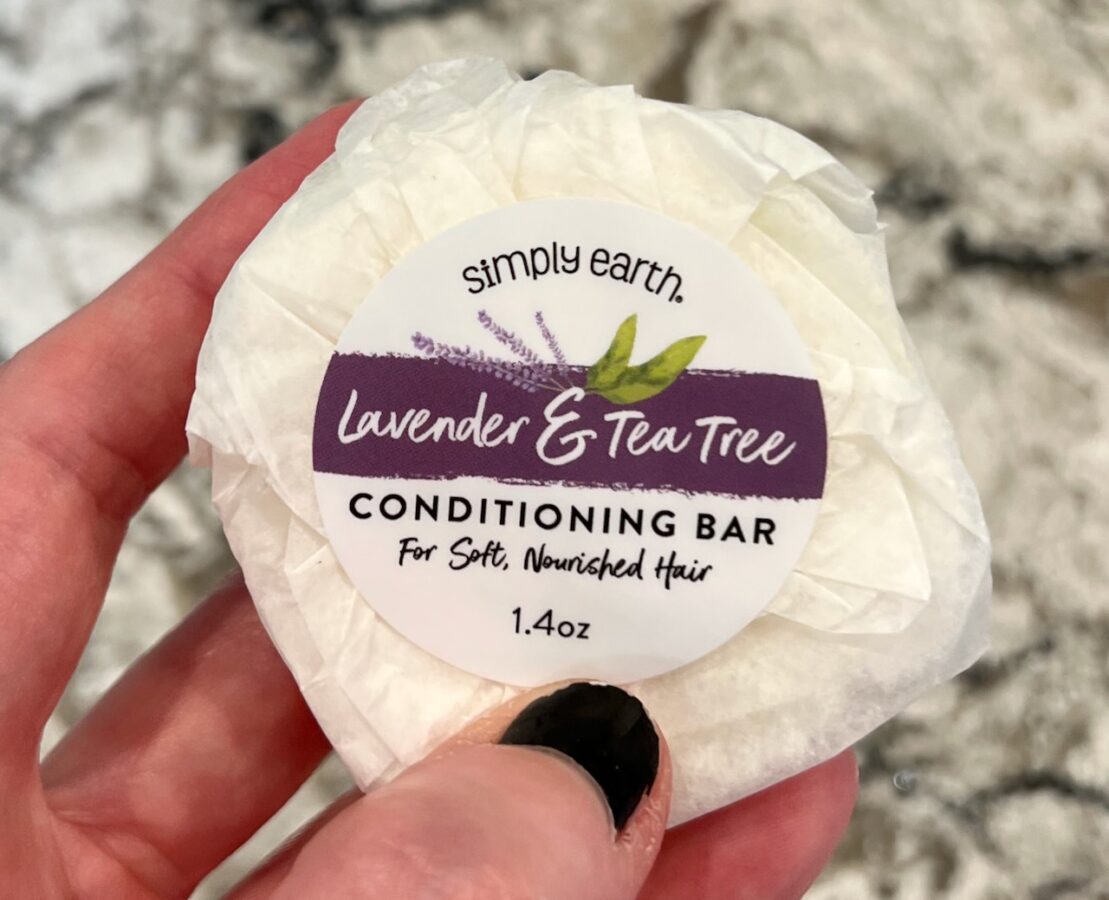 simply earth.
Lavender & Tea Tree
CONDITIONING BAR
For Soft, Nourished Hair
1.4oz